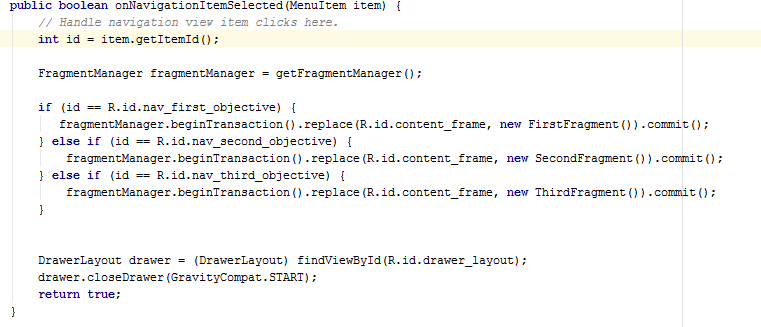 public boolean onNavigationItemSelected(MenuItem item) {
    // Handle navigation view item clicks here.
    int id = item.getItemId();
    FragmentManager fragmentManager = getFragmentManager();
    if (id == R.id.nav_first_objective) {
       fragmentManager.beginTransaction().replace(R.id.content_frame, new FirstFragment()).commit();
    } else if (id == R.id.nav_second_objective) {
        fragmentManager.beginTransaction().replace(R.id.content_frame, new SecondFragment()).commit();
    } else if (id == R.id.nav_third_objective) {
        fragmentManager.beginTransaction().replace(R.id.content_frame, new ThirdFragment()).commit();
    }
    DrawerLayout drawer = (DrawerLayout) findViewById(R.id.drawer_layout);
    drawer.closeDrawer(GravityCompat.START);
    return true;
}